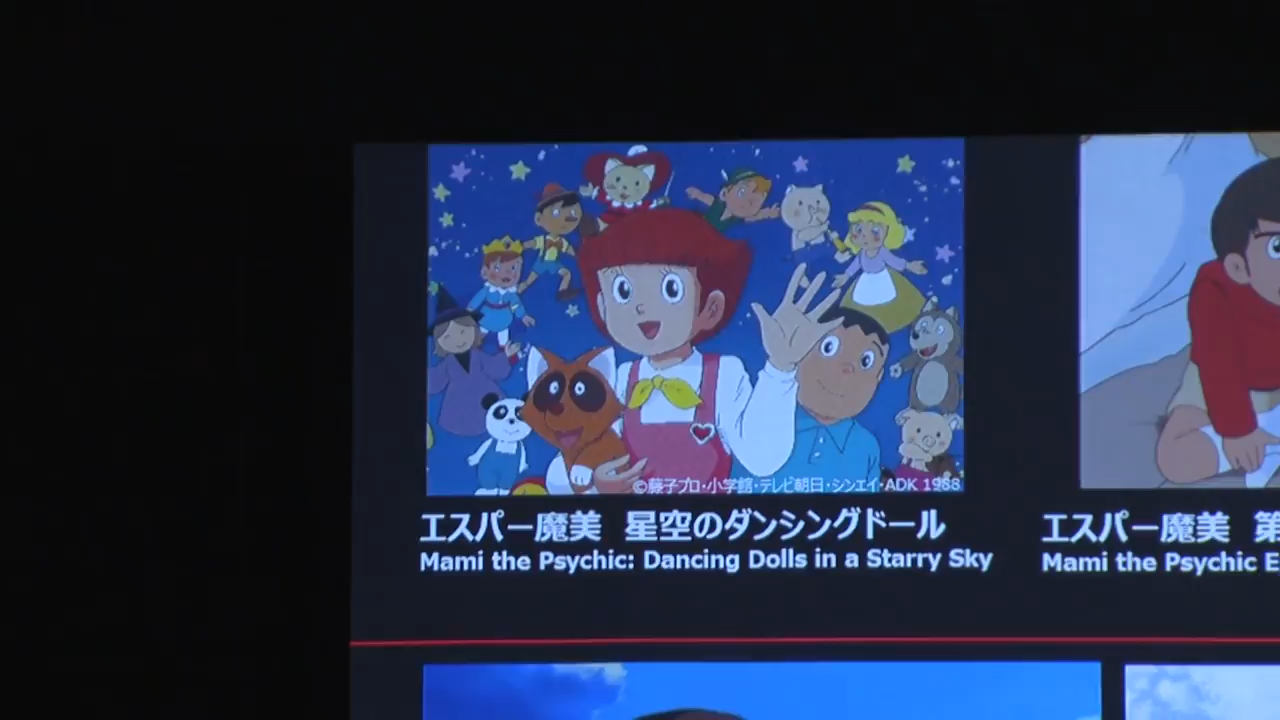 ©藤子プロ・小学館・テレビ朝日・シンエイ・ADK 1988
エスパー魔美 星空のダンシングドール
Mami the Psychic: Dancing Dolls in a Starry Sky
エスパー魔美 第
Mami the Psychic E